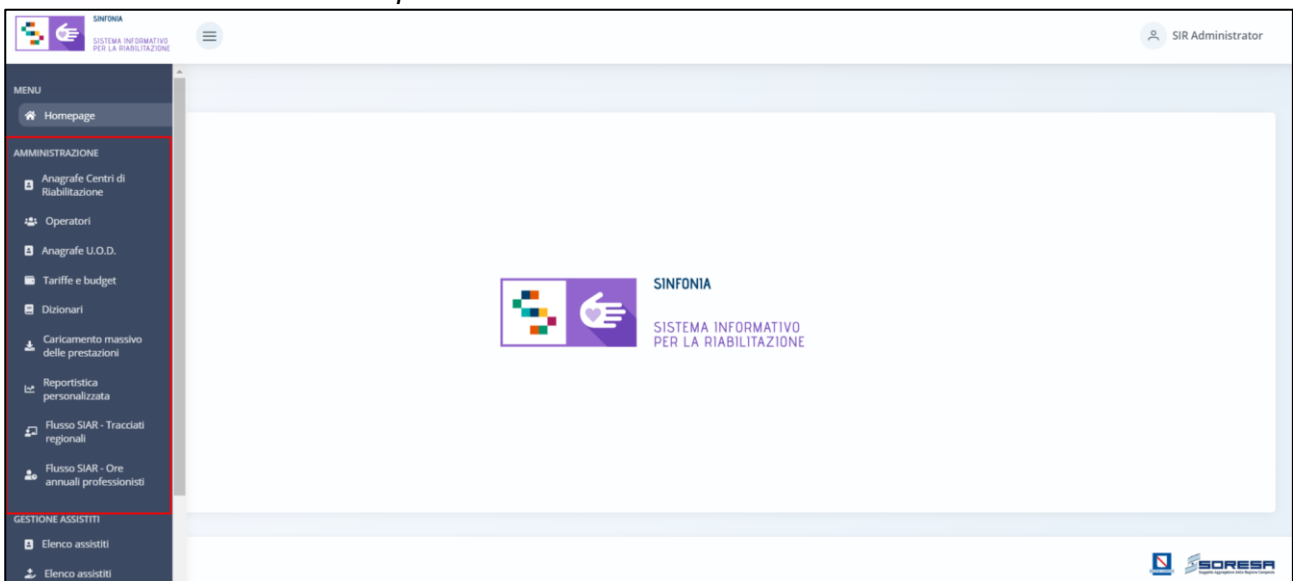 SINFONIA
SISTEMA INFORMATIVO
PER LA RIABILITAZIONE
SIR Administrator
MENU
Homepage
AMMINISTRAZIONE
Anagrafe Centri di
Riabilitazione
Operatori
Anagrafe U.O.D.
Tariffe e budget
Dizionari
Caricamento massivo
delle prestazioni
Reportistica
personalizzata
Flusso SIAR - Tracciati
regionali
Flusso SIAR - Ore
annuali professionisti
GESTIONE ASSISTITI
Elenco assistiti
Elenco assistiti
SINFONIA
SISTEMA INFORMATIVO
PER LA RIABILITAZIONE
SORESA